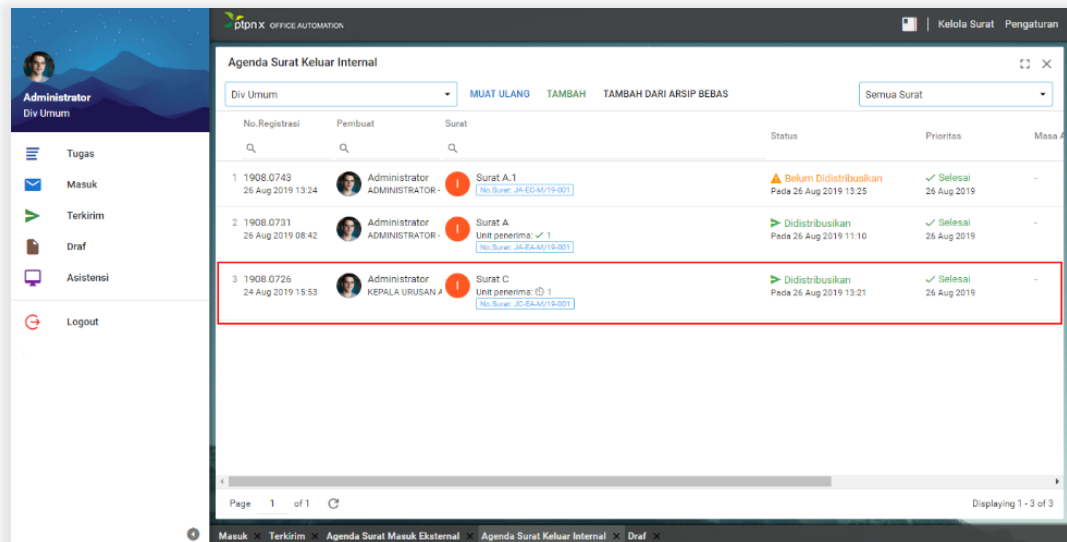 ptpn x OFFICE AUTOMATION
Kelola Surat Pengaturan
Administrator
Div Umum
Tugas
Masuk
Terkirim
Draf
Asistensi
Logout
Agenda Surat Keluar Internal
Div Umum MUAT ULANG TAMBAH TAMBAH DARI ARSIP BEBAS Semua Surat
No.Registrasi Pembuat Surat Status Prioritas Masa A
1 1908.0743 Administrator I Surat A.1 Belum Didistribusikan Selesai -
26 Aug 2019 13:24 ADMINISTRATOR - No.Surat: JA-EC-M/19-001 Pada 26 Aug 2019 13:25 26 Aug 2019
2 1908.0731 Administrator I Surat A Didistribusikan Selesai -
26 Aug 2019 08:42 ADMINISTRATOR - Unit penerima: ✓ 1 Pada 26 Aug 2019 11:10 26 Aug 2019
No.Surat: JA-EA-M/19-001
3 1908.0726 Administrator I Surat C Didistribusikan Selesai -
24 Aug 2019 15:53 KEPALA URUSAN A Unit penerima: 1 Pada 26 Aug 2019 13:21 26 Aug 2019
No.Surat: JC-EA-M/19-001
Page 1 of 1 Displaying 1 - 3 of 3
Masuk × Terkirim × Agenda Surat Masuk Eksternal × Agenda Surat Keluar Internal × Draf ×